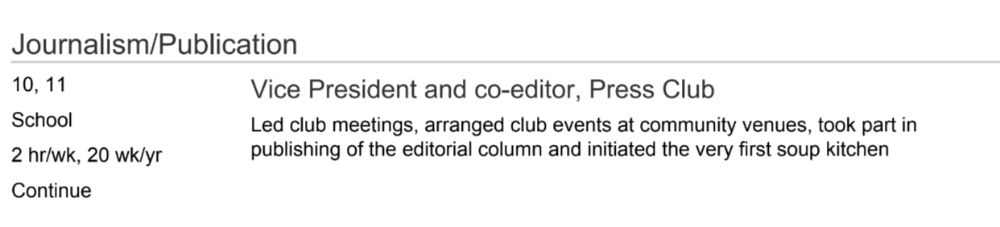 Journalism/Publication
10, 11
School
2 hr/wk, 20 wk/yr
Continue
Vice President and co-editor, Press Club
Led club meetings, arranged club events at community venues, took part in
publishing of the editorial column and initiated the very first soup kitchen